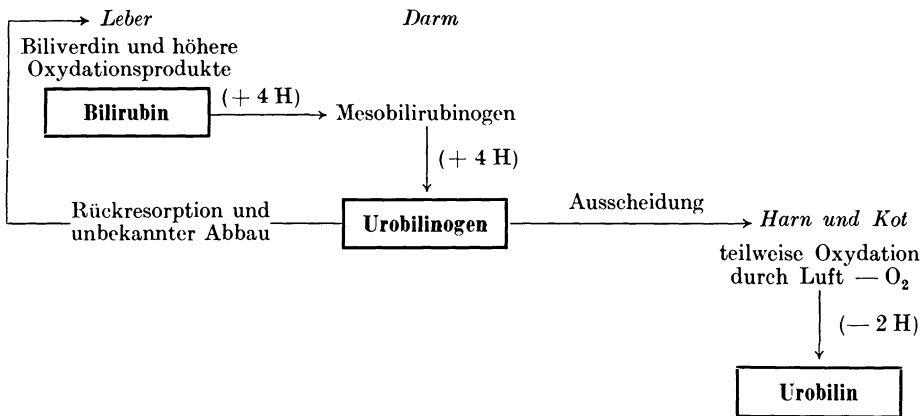 Leber
Darm
Biliverdin und höhere
Oxydationsprodukte
Bilirubin
(+ 4 H)
Mesobilirubinogen
(+ 4 H)
Rückresorption und
unbekannter Abbau
Urobilinogen
Ausscheidung
Harn und Kot
teilweise Oxydation
durch Luft — O₂
(— 2 H)
Urobilin